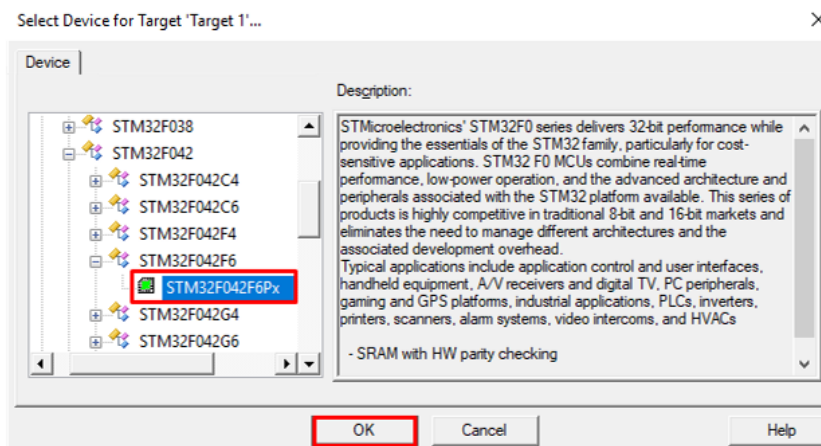 Select Device for Target 'Target 1'...
Device
Description:
STM32F038
STM32F042
STM32F042C4
STM32F042C6
STM32F042F4
STM32F042F6
STM32F042F6Px
STM32F042G4
STM32F042G6
STMicroelectronics' STM32F0 series delivers 32-bit performance while
providing the essentials of the STM32 family, particularly for cost-
sensitive applications. STM32 F0 MCUs combine real-time
performance, low-power operation, and the advanced architecture and
peripherals associated with the STM32 platform available. This series of
products is highly competitive in traditional 8-bit and 16-bit markets and
eliminates the need to manage different architectures and the
associated development overhead.
Typical applications include application control and user interfaces,
handheld equipment, A/V receivers and digital TV, PC peripherals,
gaming and GPS platforms, industrial applications, PLCs, inverters,
printers, scanners, alarm systems, video intercoms, and HVACs
- SRAM with HW parity checking
OK
Cancel
Help